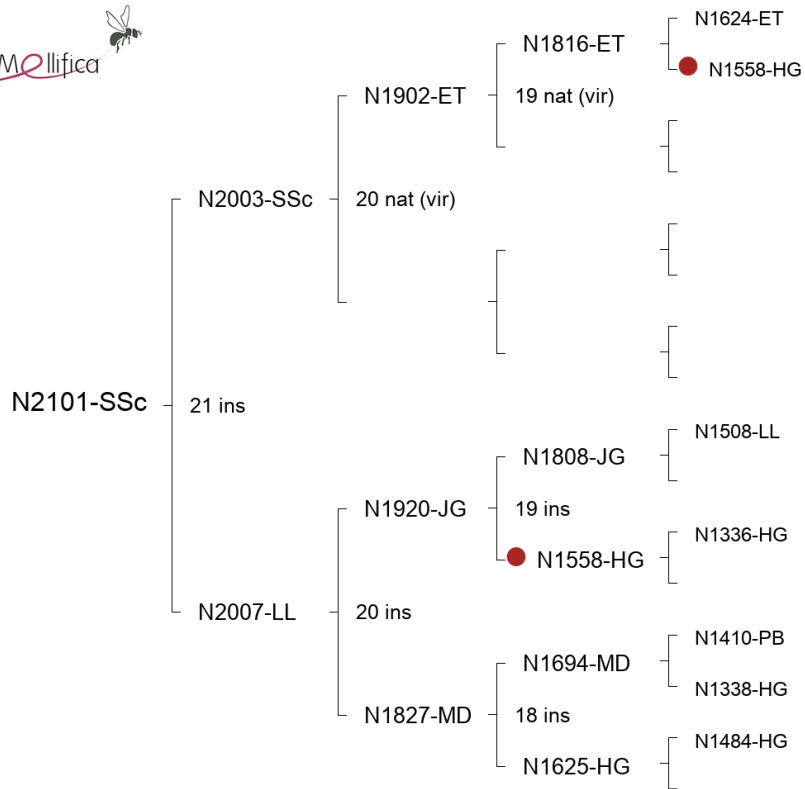 Mellifica
N1624-ET
N1816-ET
N1558-HG
N1902-ET
19 nat (vir)
N2003-SSc
20 nat (vir)
N2101-SSc
21 ins
N1508-LL
N1808-JG
N1920-JG
19 ins
N1336-HG
N1558-HG
N2007-LL
20 ins
N1410-PB
N1694-MD
N1338-HG
N1827-MD
18 ins
N1484-HG
N1625-HG